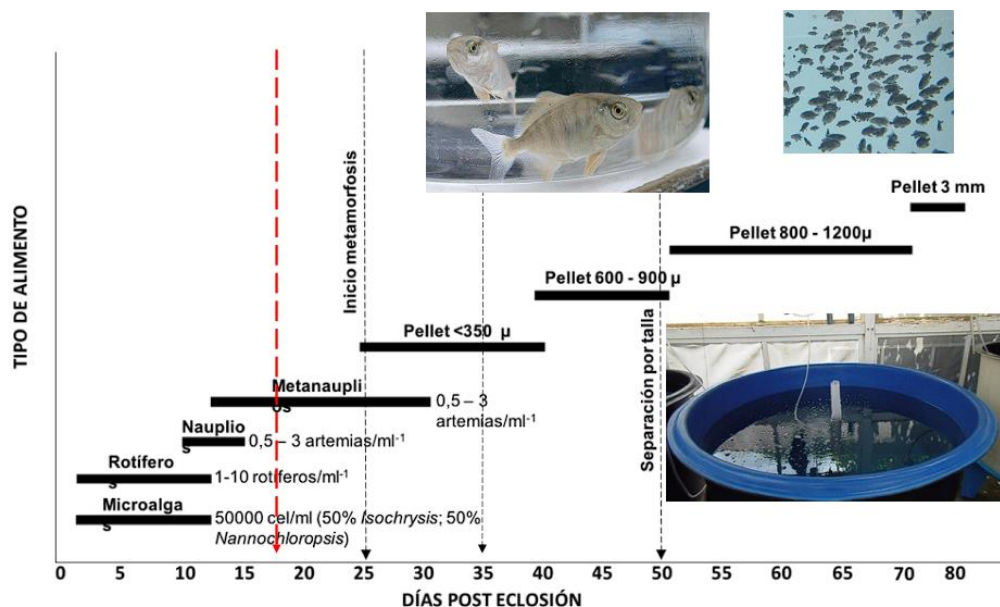 TIPO DE ALIMENTO
Inicio metamorfosis
Separación por talla
Pellet 3 mm
Pellet 800 - 1200µ
Pellet 600 - 900 µ
Pellet <350 µ
Metanauplios
0,5 – 3
artemias/ml⁻¹
Nauplio
s
0,5 – 3 artemias/ml⁻¹
Rotífero
s
1-10 rotíferos/ml⁻¹
Microalga
s
50000 cel/ml (50% Isochrysis; 50%
Nannochloropsis)
0 5 10 15 20 25 30 35 40 45 50 55 60 65 70 80
DÍAS POST ECLOSIÓN